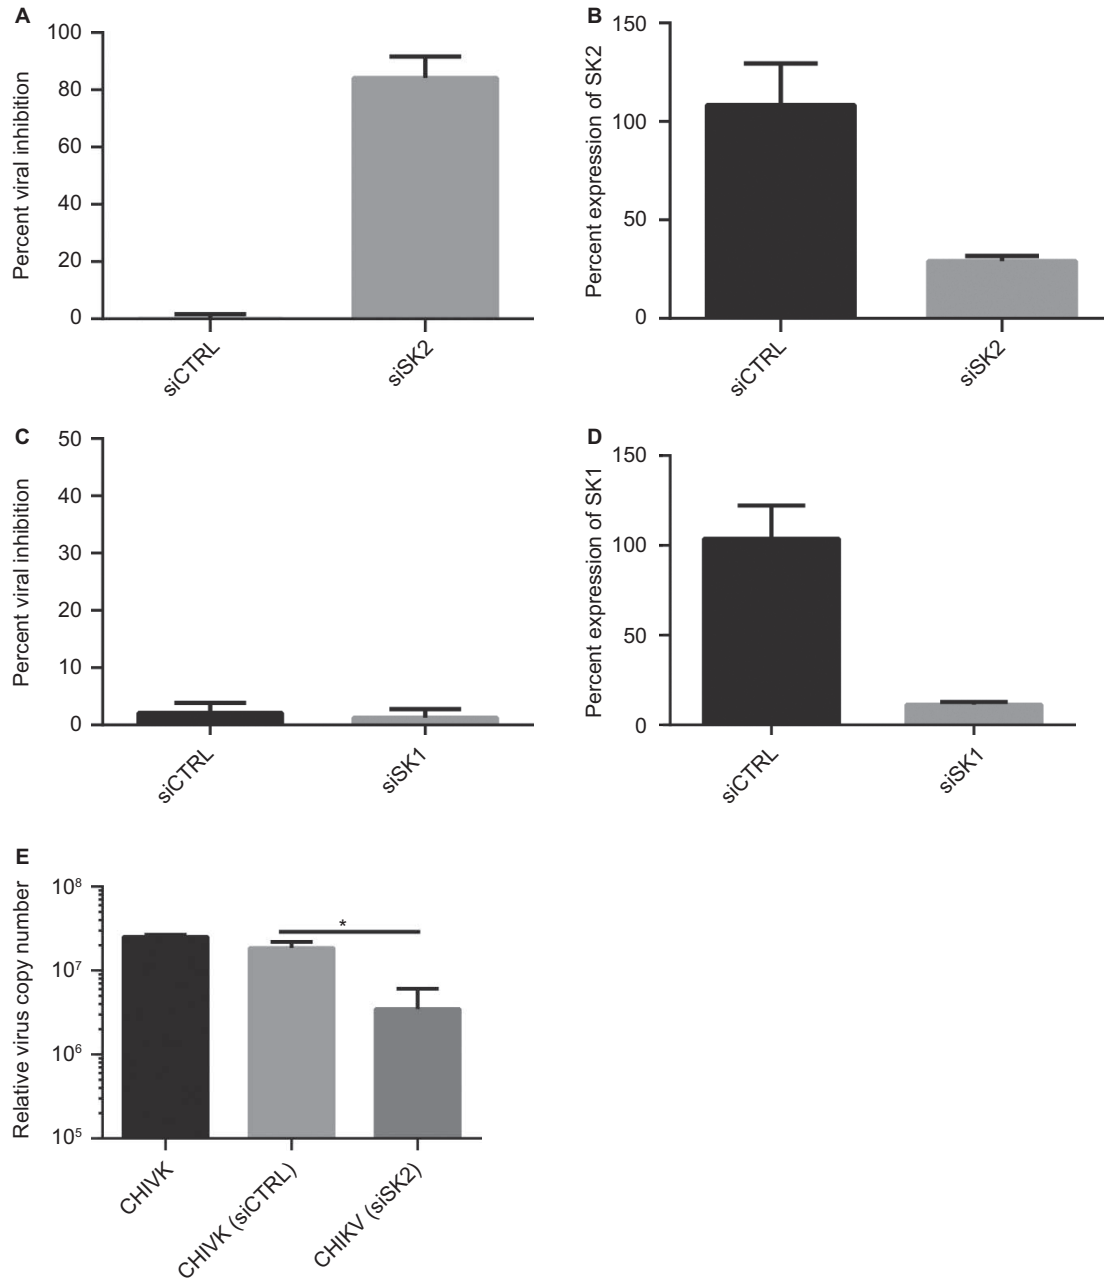 A
Percent viral inhibition
100
80
60
40
20
0
siCTRL
siSK2
B
Percent expression of SK2
150
100
50
0
siCTRL
siSK2
C
Percent viral inhibition
50
40
30
20
10
0
siCTRL
siSK1
D
Percent expression of SK1
150
100
50
0
siCTRL
siSK1
E
Relative virus copy number
10⁸
10⁷
10⁶
10⁵
*
CHIVK
CHIVK (siCTRL)
CHIKV (siSK2)